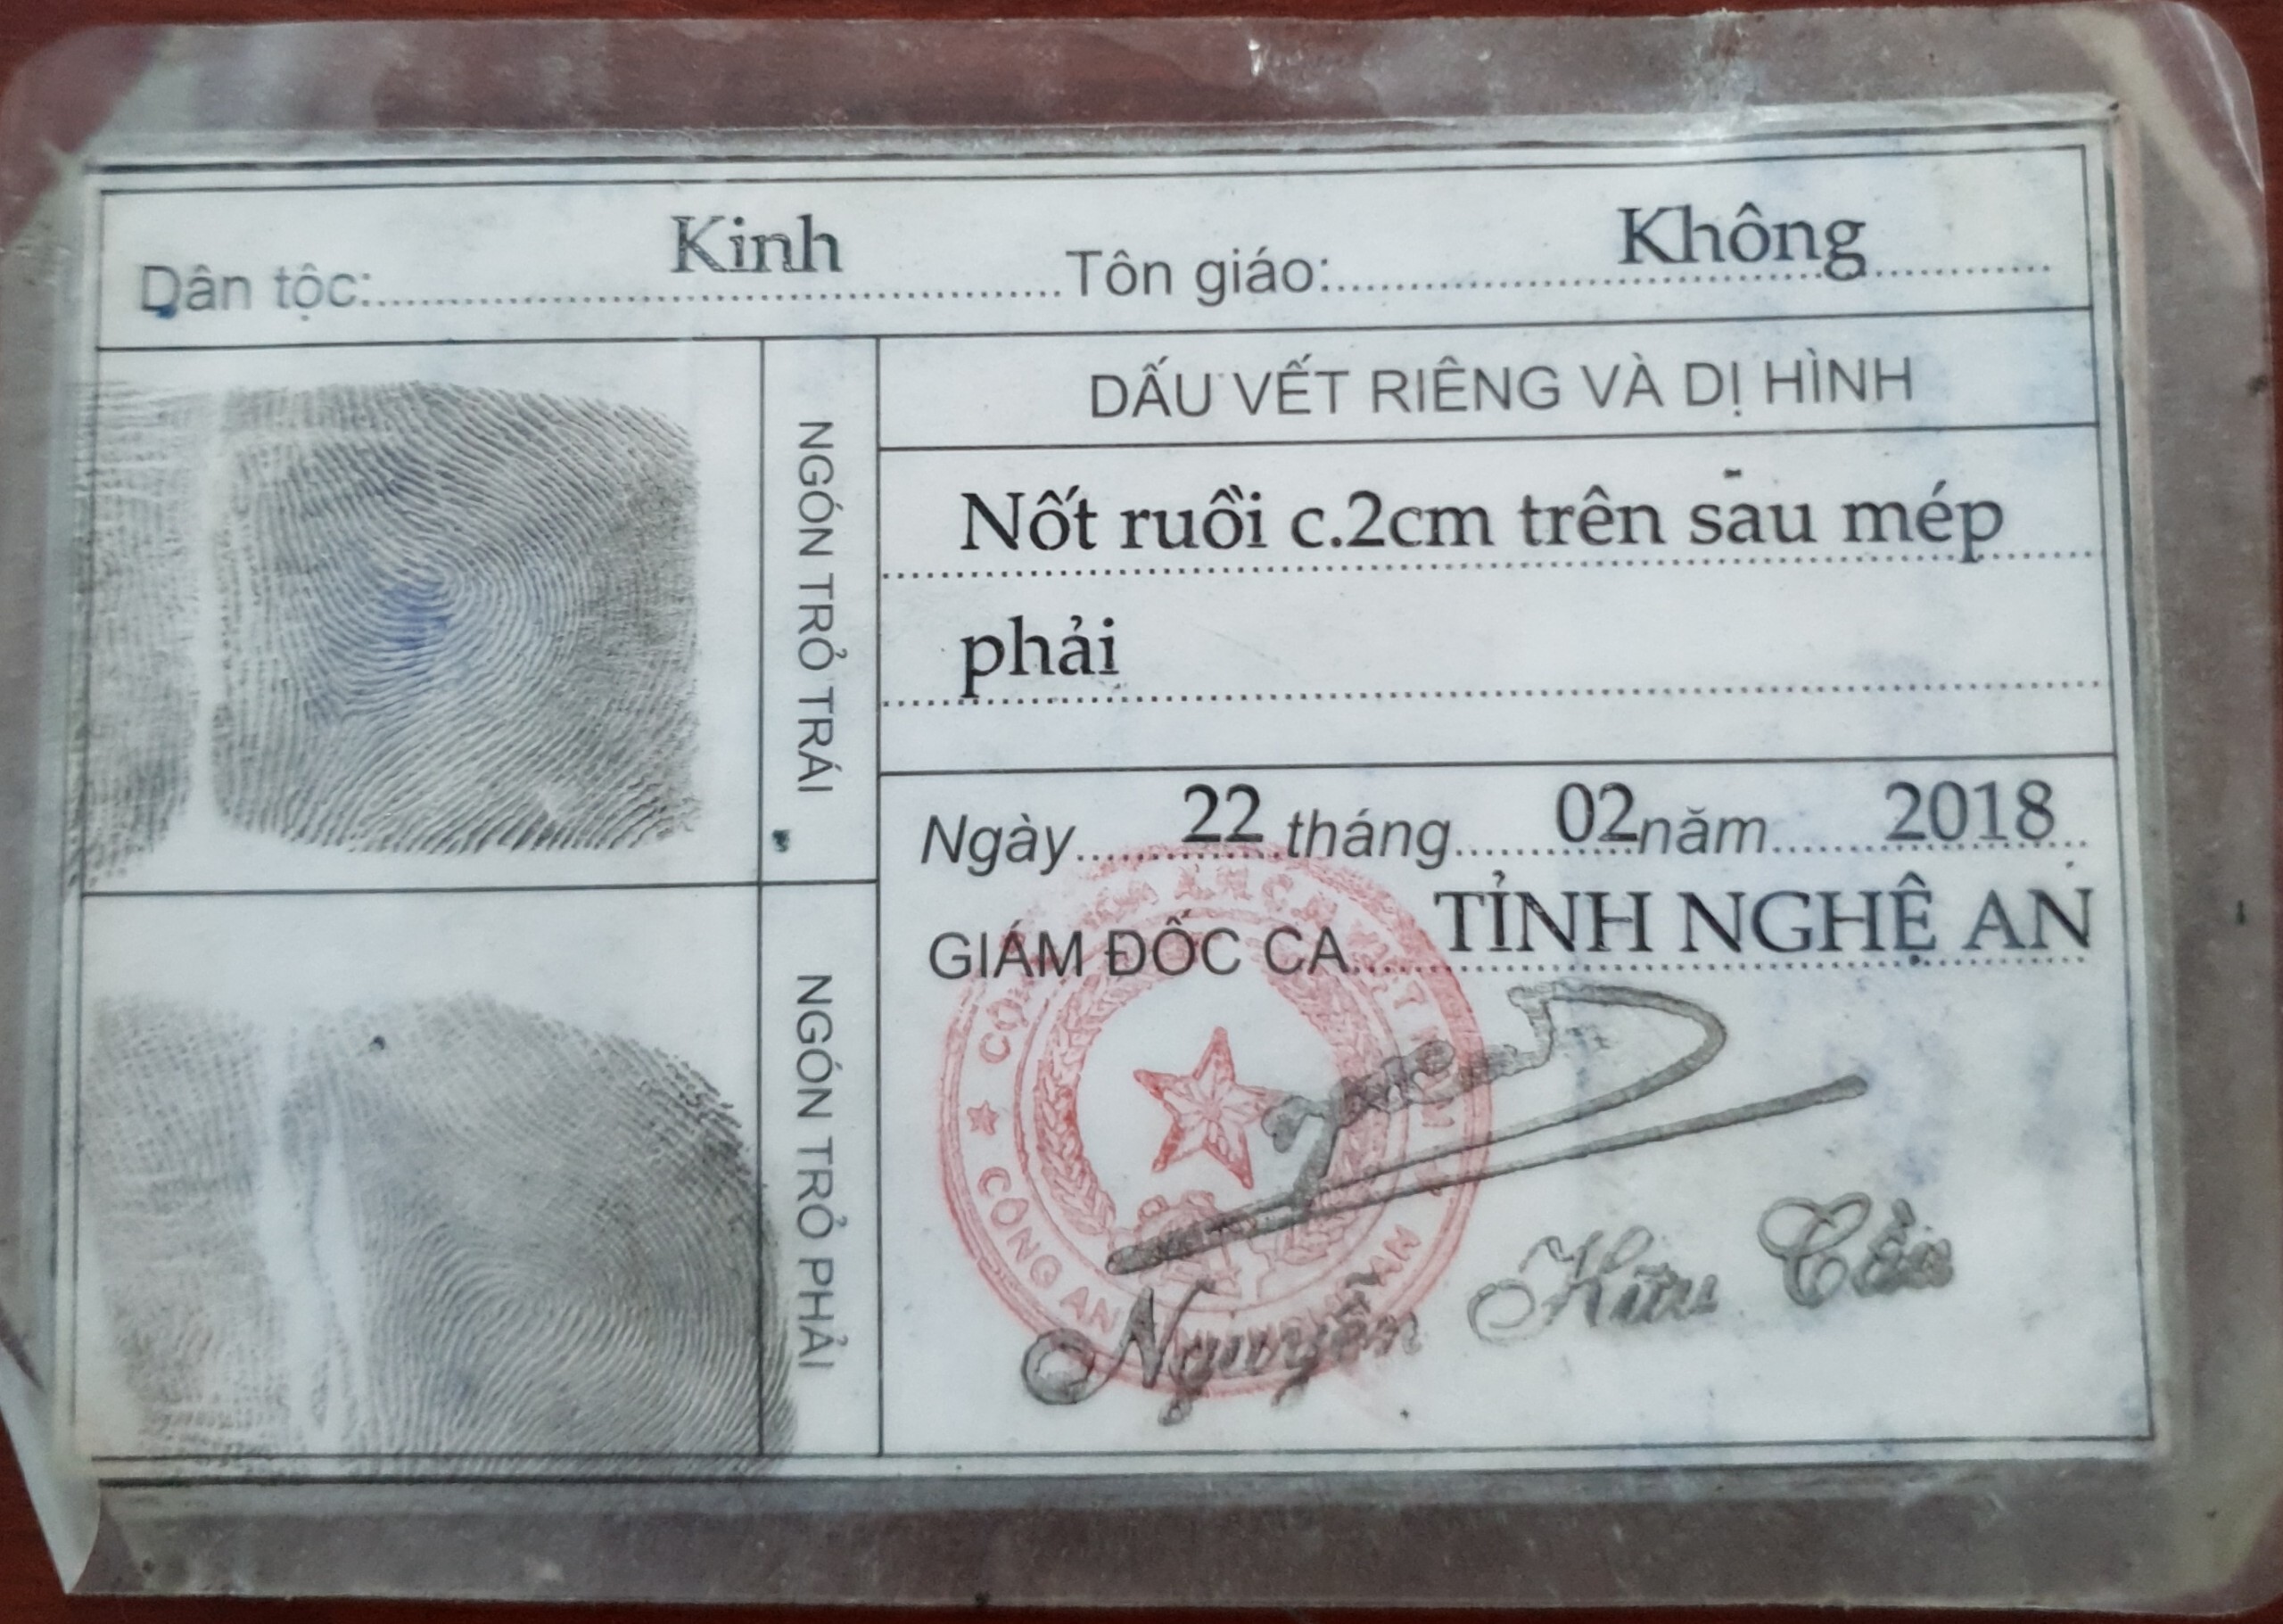 Dân tộc: Kinh Tôn giáo: Không
NGÓN TRỎ TRÁI
NGÓN TRỎ PHẢI
DẤU VẾT RIÊNG VÀ DỊ HÌNH
Nốt ruồi c.2cm trên sau mép
phải
Ngày 22 tháng 02 năm 2018
GIÁM ĐỐC CA TỈNH NGHỆ AN
CÔNG AN
Nguyễn Hữu Cầu